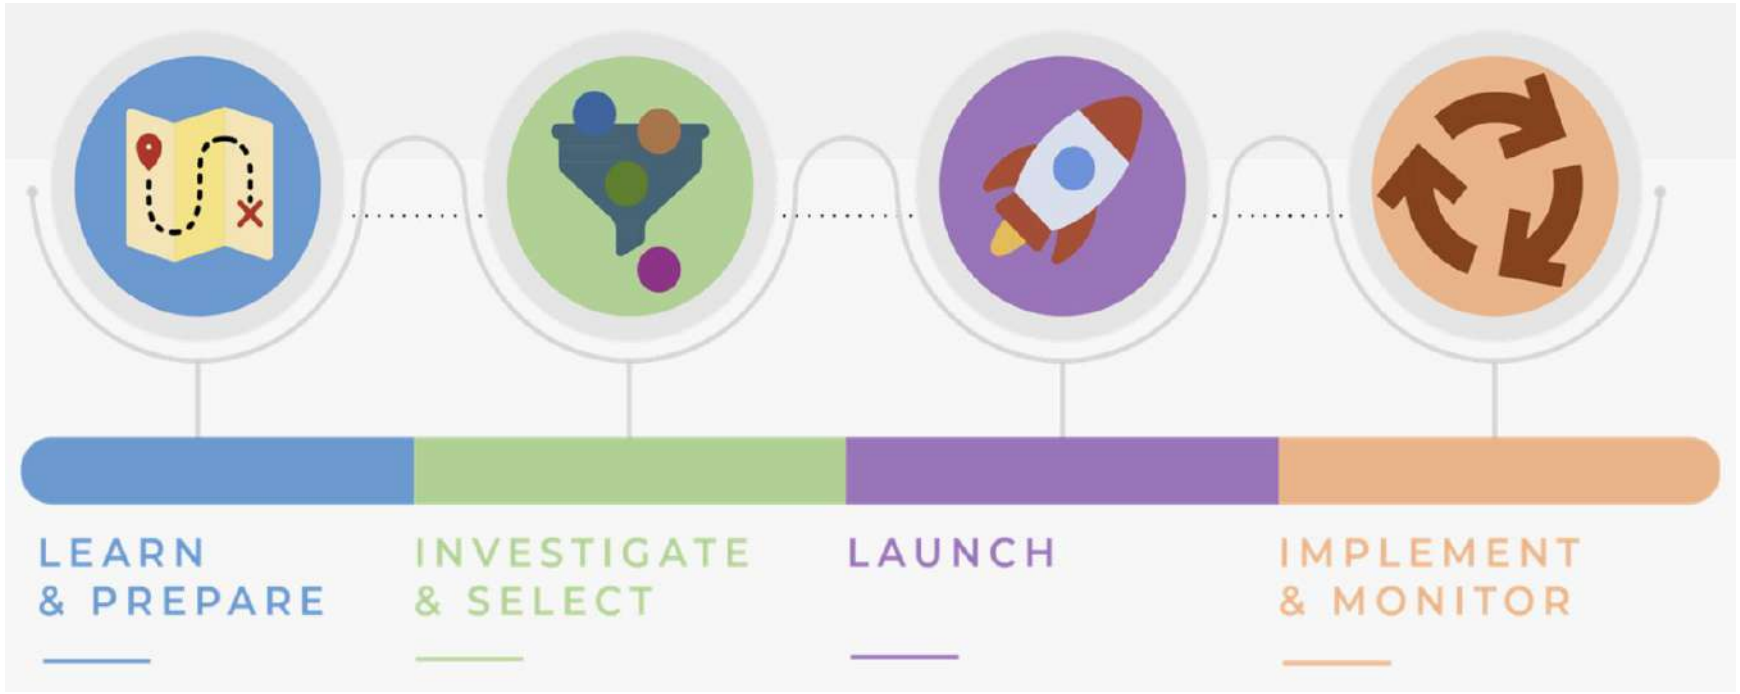 LEARN
& PREPARE
INVESTIGATE
& SELECT
LAUNCH
IMPLEMENT
& MONITOR